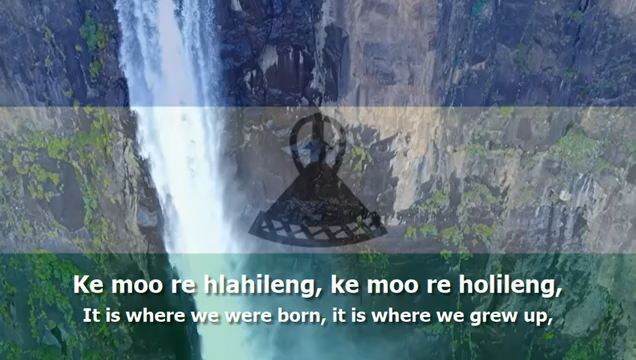 Ke moo re hlahileng, ke moo re holileng,
It is where we were born, it is where we grew up,